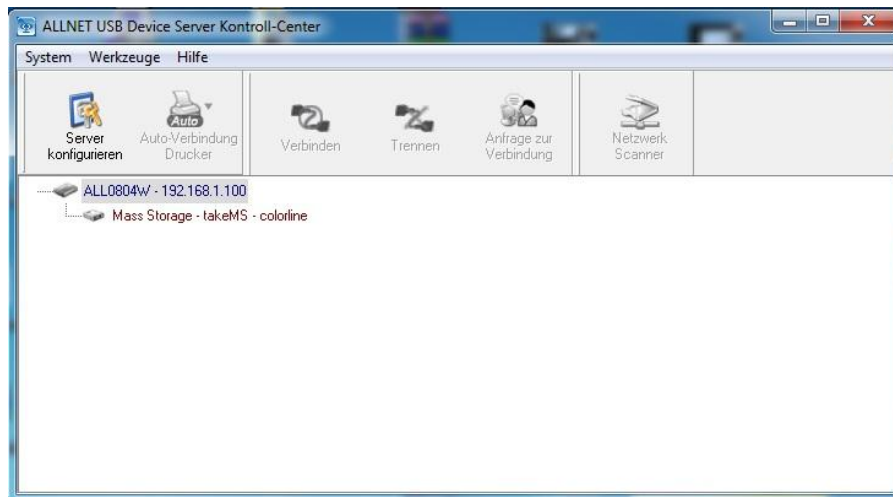 ALLNET USB Device Server Kontroll-Center
System Werkzeuge Hilfe
Server
konfigurieren
Auto
Auto-Verbindung
Drucker
Verbinden
Trennen
Anfrage zur
Verbindung
Netzwerk
Scanner
ALL0804W - 192.168.1.100
Mass Storage - takeMS - colorline